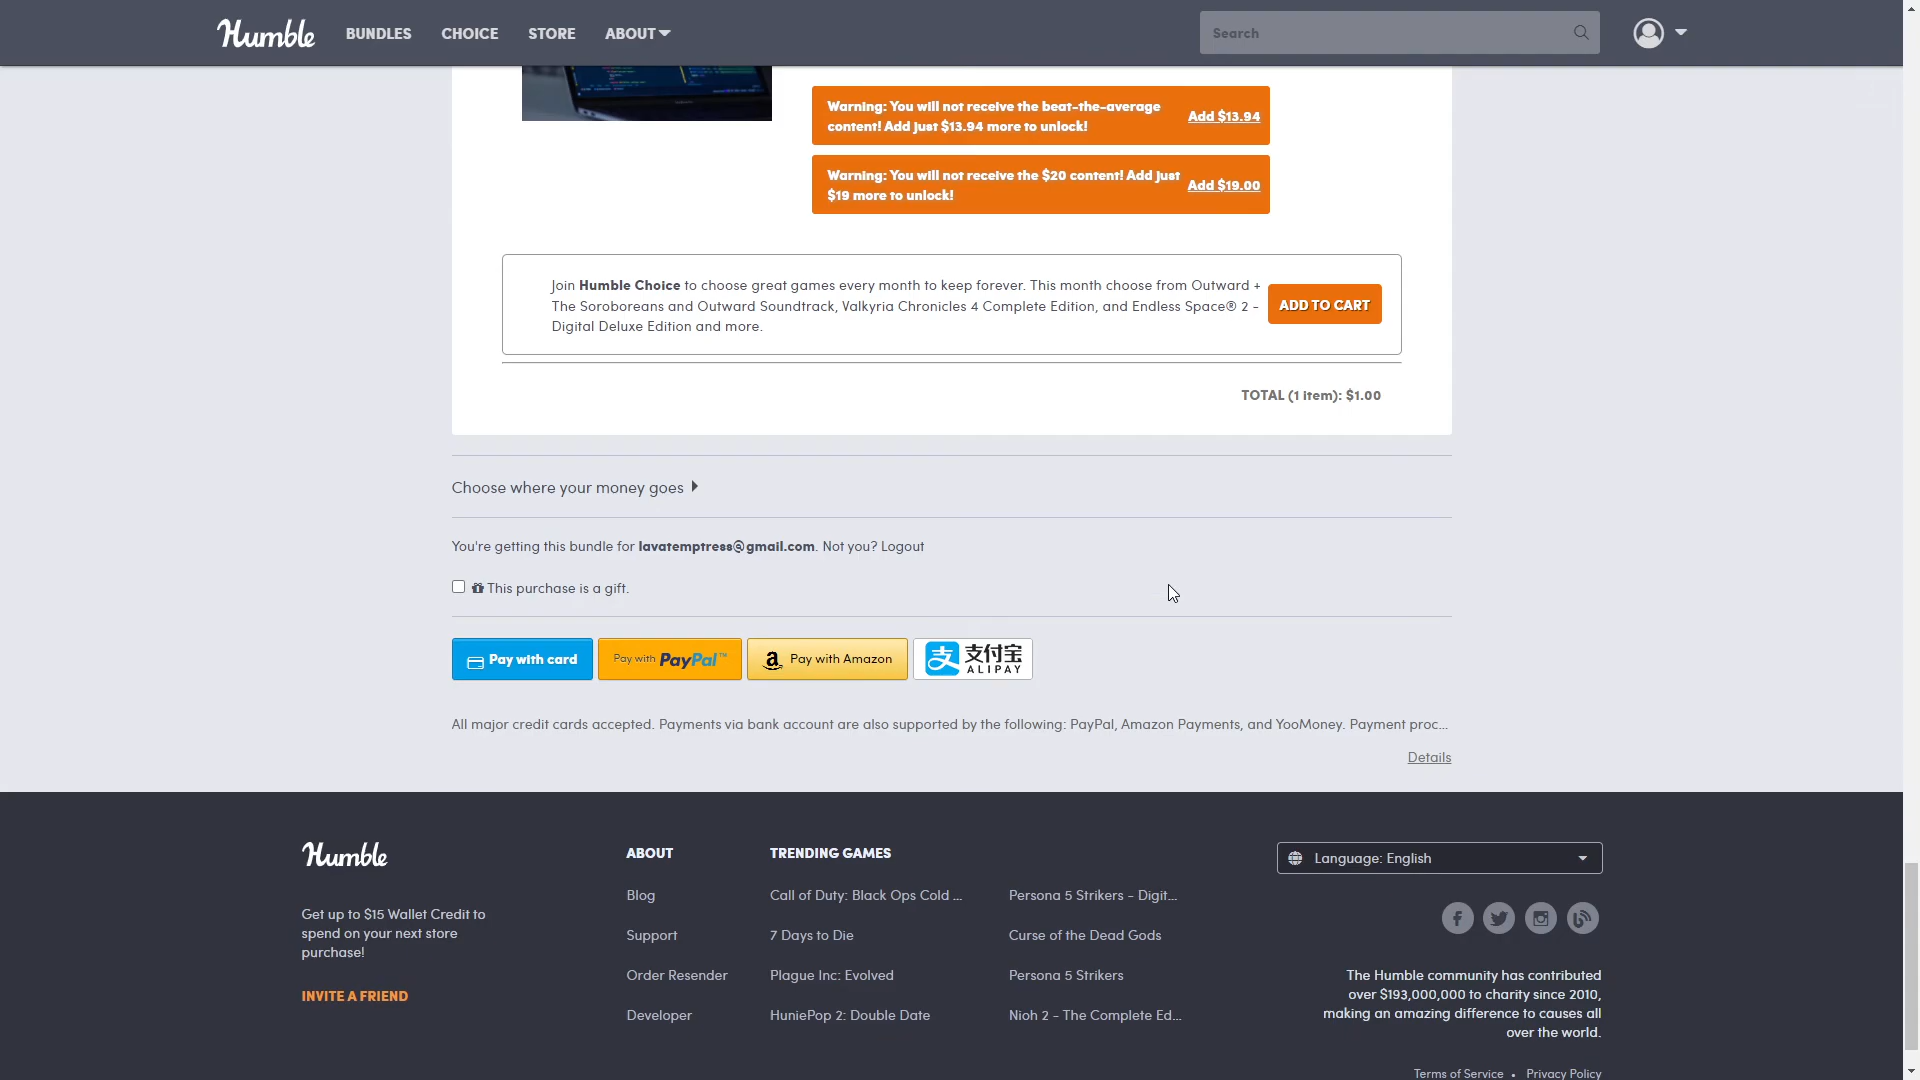 Humble
BUNDLES
CHOICE
STORE
ABOUT
Search
Warning: You will not receive the beat-the-average
content! Add just $13.94 more to unlock!
Add $13.94
Warning: You will not receive the $20 content! Add just
$19 more to unlock!
Add $19.00
Join Humble Choice to choose great games every month to keep forever. This month choose from Outward +
The Soroboreans and Outward Soundtrack, Valkyria Chronicles 4 Complete Edition, and Endless Space® 2 -
Digital Deluxe Edition and more.
ADD TO CART
TOTAL (1 item): $1.00
Choose where your money goes
You're getting this bundle for lavatemptress@gmail.com. Not you? Logout
This purchase is a gift.
Pay with card
Pay with PayPal™
Pay with Amazon
支 支付宝
ALIPAY
All major credit cards accepted. Payments via bank account are also supported by the following: PayPal, Amazon Payments, and YooMoney. Payment proc...
Details
Humble
Get up to $15 Wallet Credit to
spend on your next store
purchase!
INVITE A FRIEND
ABOUT
Blog
Support
Order Resender
Developer
TRENDING GAMES
Call of Duty: Black Ops Cold ...
7 Days to Die
Plague Inc: Evolved
HuniePop 2: Double Date
Persona 5 Strikers - Digit...
Curse of the Dead Gods
Persona 5 Strikers
Nioh 2 – The Complete Ed...
Language: English
The Humble community has contributed
over $193,000,000 to charity since 2010,
making an amazing difference to causes all
over the world.
Terms of Service • Privacy Policy